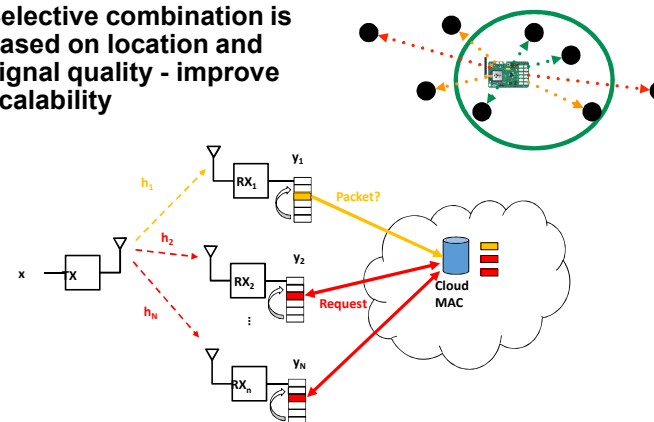 elective combination is
ased on location and
ignal quality - improve
calability
y1
h1
RX1
Packet?
h2
y2
x
TX
RX2
Cloud
MAC
Request
hN
⋮
yN
RXn